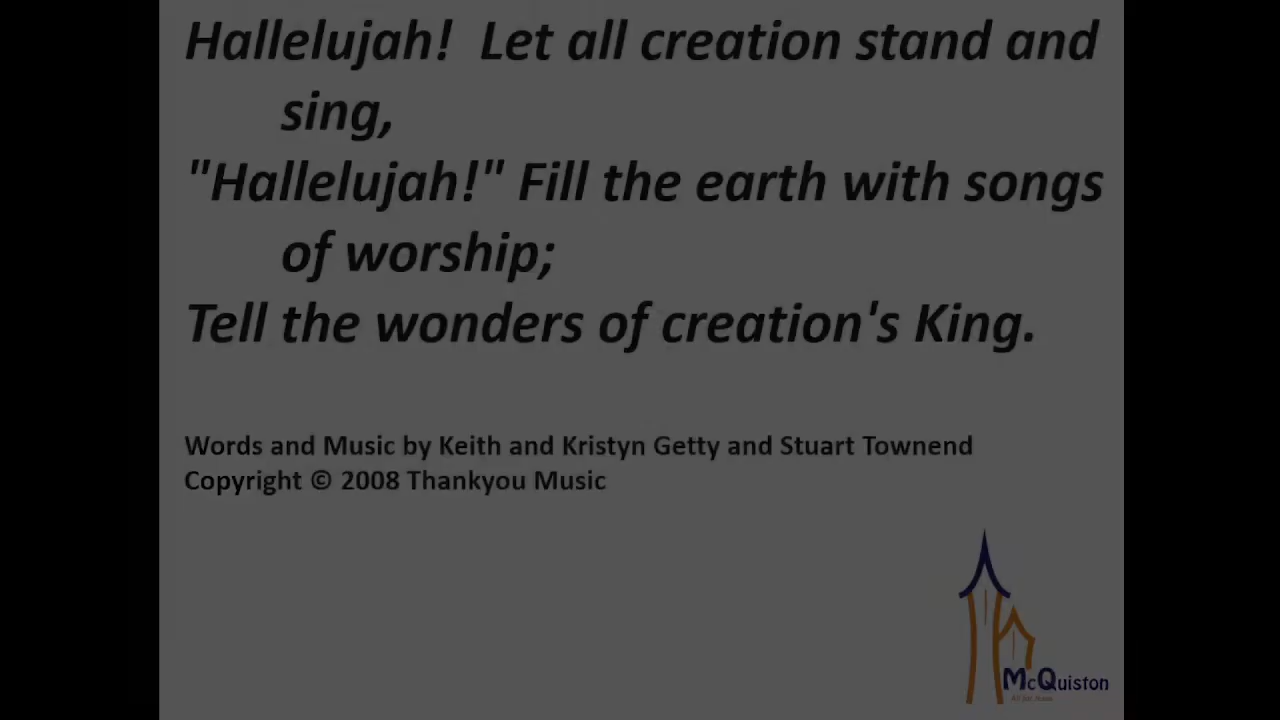 Hallelujah!  Let all creation stand and
sing,
"Hallelujah!" Fill the earth with songs
of worship;
Tell the wonders of creation's King.
Words and Music by Keith and Kristyn Getty and Stuart Townend
Copyright © 2008 Thankyou Music
McQuiston